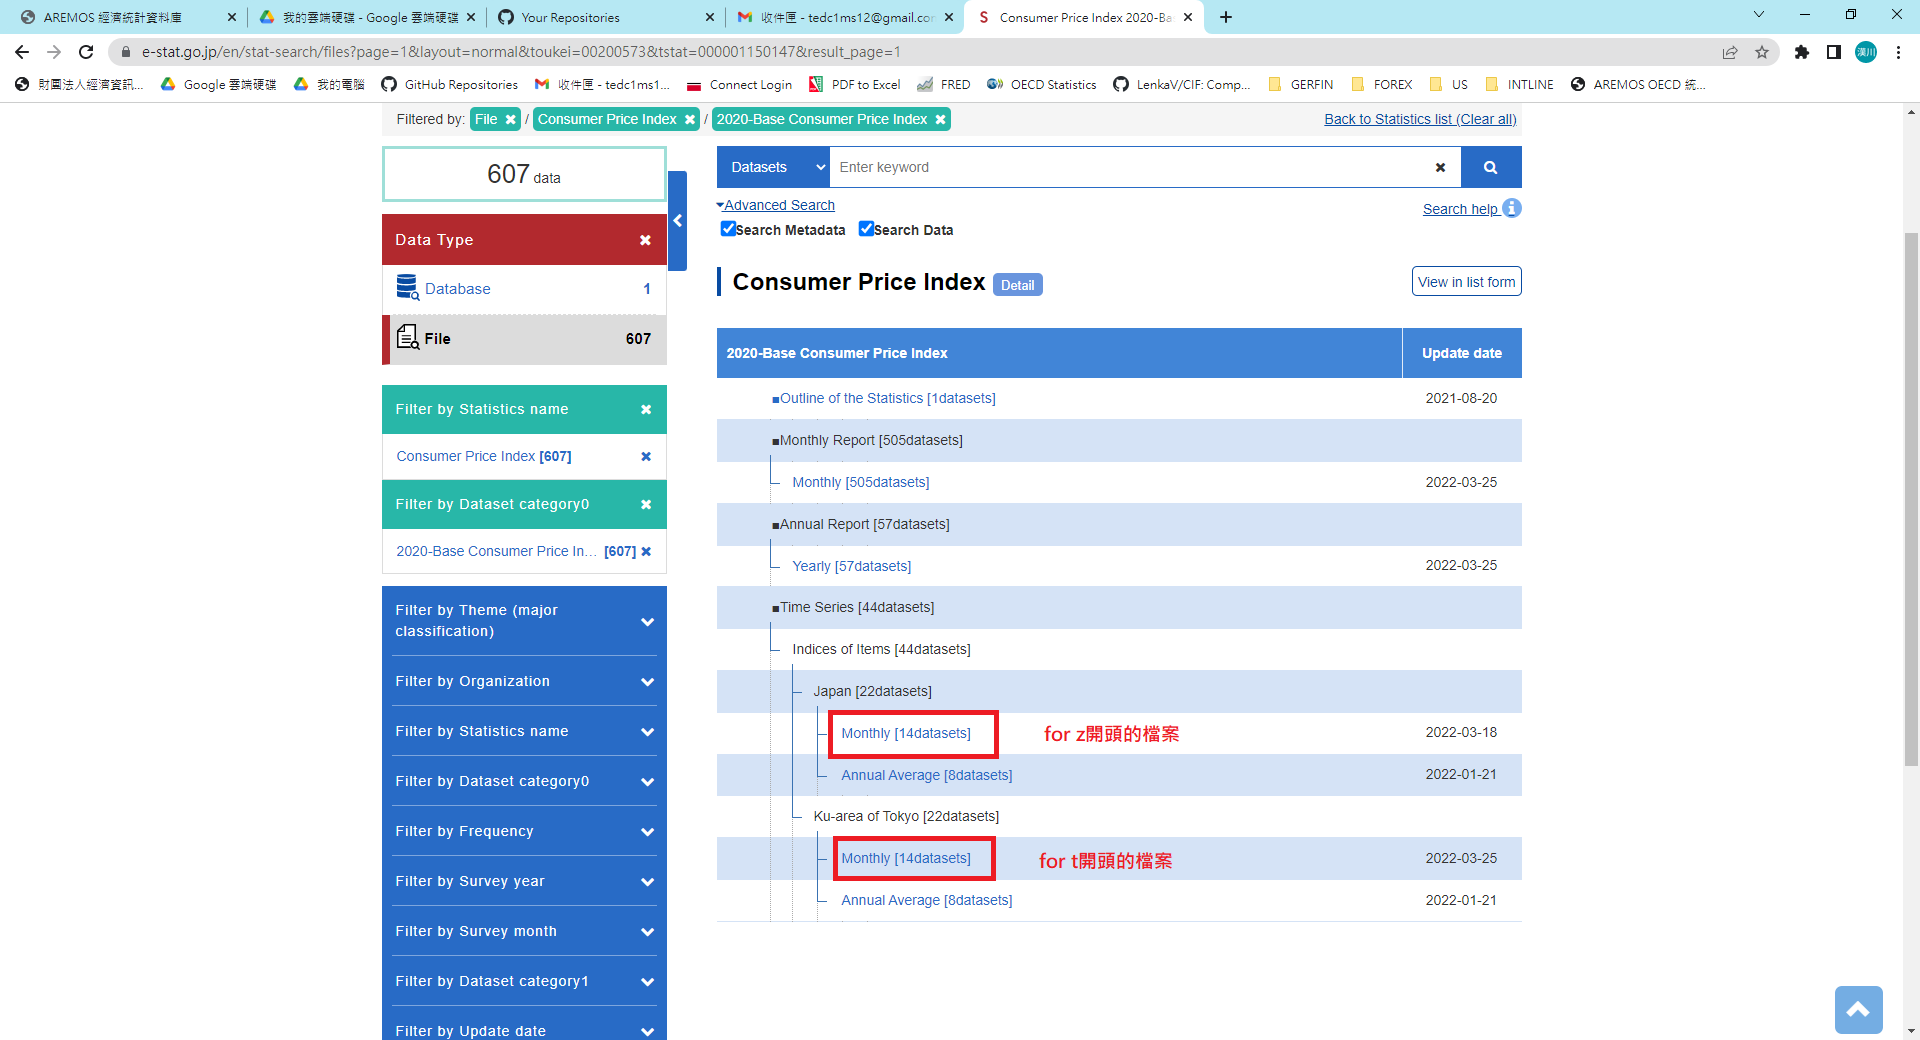 AREMOS 經濟統計資料庫
我的雲端硬碟 - Google 雲端硬碟
Your Repositories
收件匣 - tedc1ms12@gmail.co
Consumer Price Index 2020-Ba
e-stat.go.jp/en/stat-search/files?page=1&layout=normal&toukei=00200573&tstat=000001150147&result_page=1
漢川
財團法人經濟資訊...
Google 雲端硬碟
我的電腦
GitHub Repositories
收件匣 - tedc1ms1...
Connect Login
PDF to Excel
FRED
OECD Statistics
LenkaV/CIF: Comp...
GERFIN
FOREX
US
INTLINE
AREMOS OECD 統...
Filtered by: File / Consumer Price Index / 2020-Base Consumer Price Index
Back to Statistics list (Clear all)
607 data
Data Type
Database 1
File 607
Filter by Statistics name
Consumer Price Index [607]
Filter by Dataset category0
2020-Base Consumer Price In... [607]
Filter by Theme (major
classification)
Filter by Organization
Filter by Statistics name
Filter by Dataset category0
Filter by Frequency
Filter by Survey year
Filter by Survey month
Filter by Dataset category1
Filter by Update date
Datasets
Enter keyword
Advanced Search
Search help
Search Metadata
Search Data
Consumer Price Index Detail
View in list form
2020-Base Consumer Price Index Update date
■Outline of the Statistics [1datasets] 2021-08-20
■Monthly Report [505datasets]
Monthly [505datasets] 2022-03-25
■Annual Report [57datasets]
Yearly [57datasets] 2022-03-25
■Time Series [44datasets]
Indices of Items [44datasets]
Japan [22datasets]
Monthly [14datasets] for z開頭的檔案 2022-03-18
Annual Average [8datasets] 2022-01-21
Ku-area of Tokyo [22datasets]
Monthly [14datasets] for t開頭的檔案 2022-03-25
Annual Average [8datasets] 2022-01-21